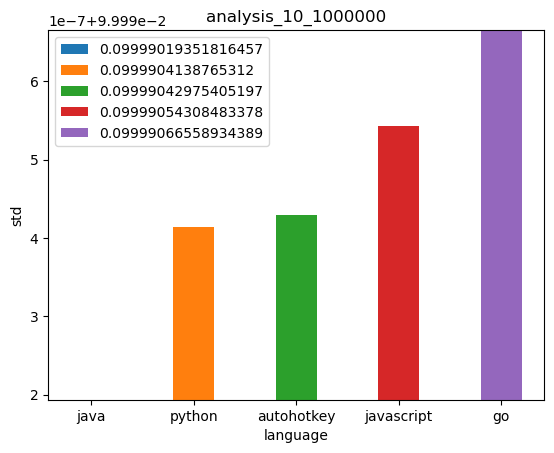 analysis_10_1000000
1e-7+9.999e-2
0.09999019351816457
0.0999904138765312
0.09999042975405197
0.09999054308483378
0.09999066558934389
6
5
4
3
2
std
java python autohotkey javascript go
language